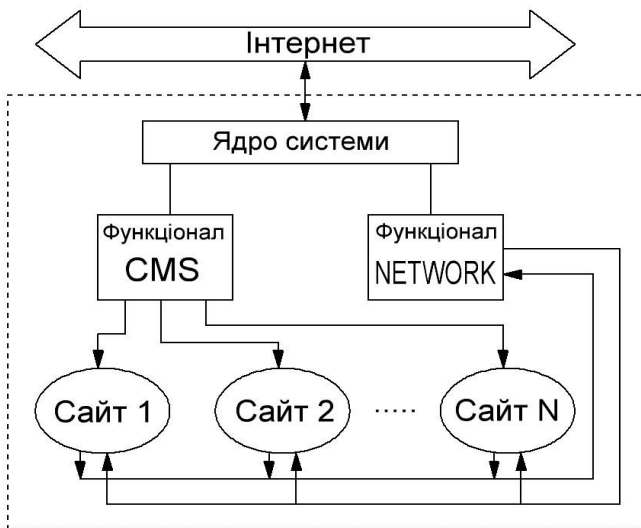 Інтернет
Ядро системи
Функціонал
CMS
Функціонал
NETWORK
Сайт 1
Сайт 2
.....
Сайт N